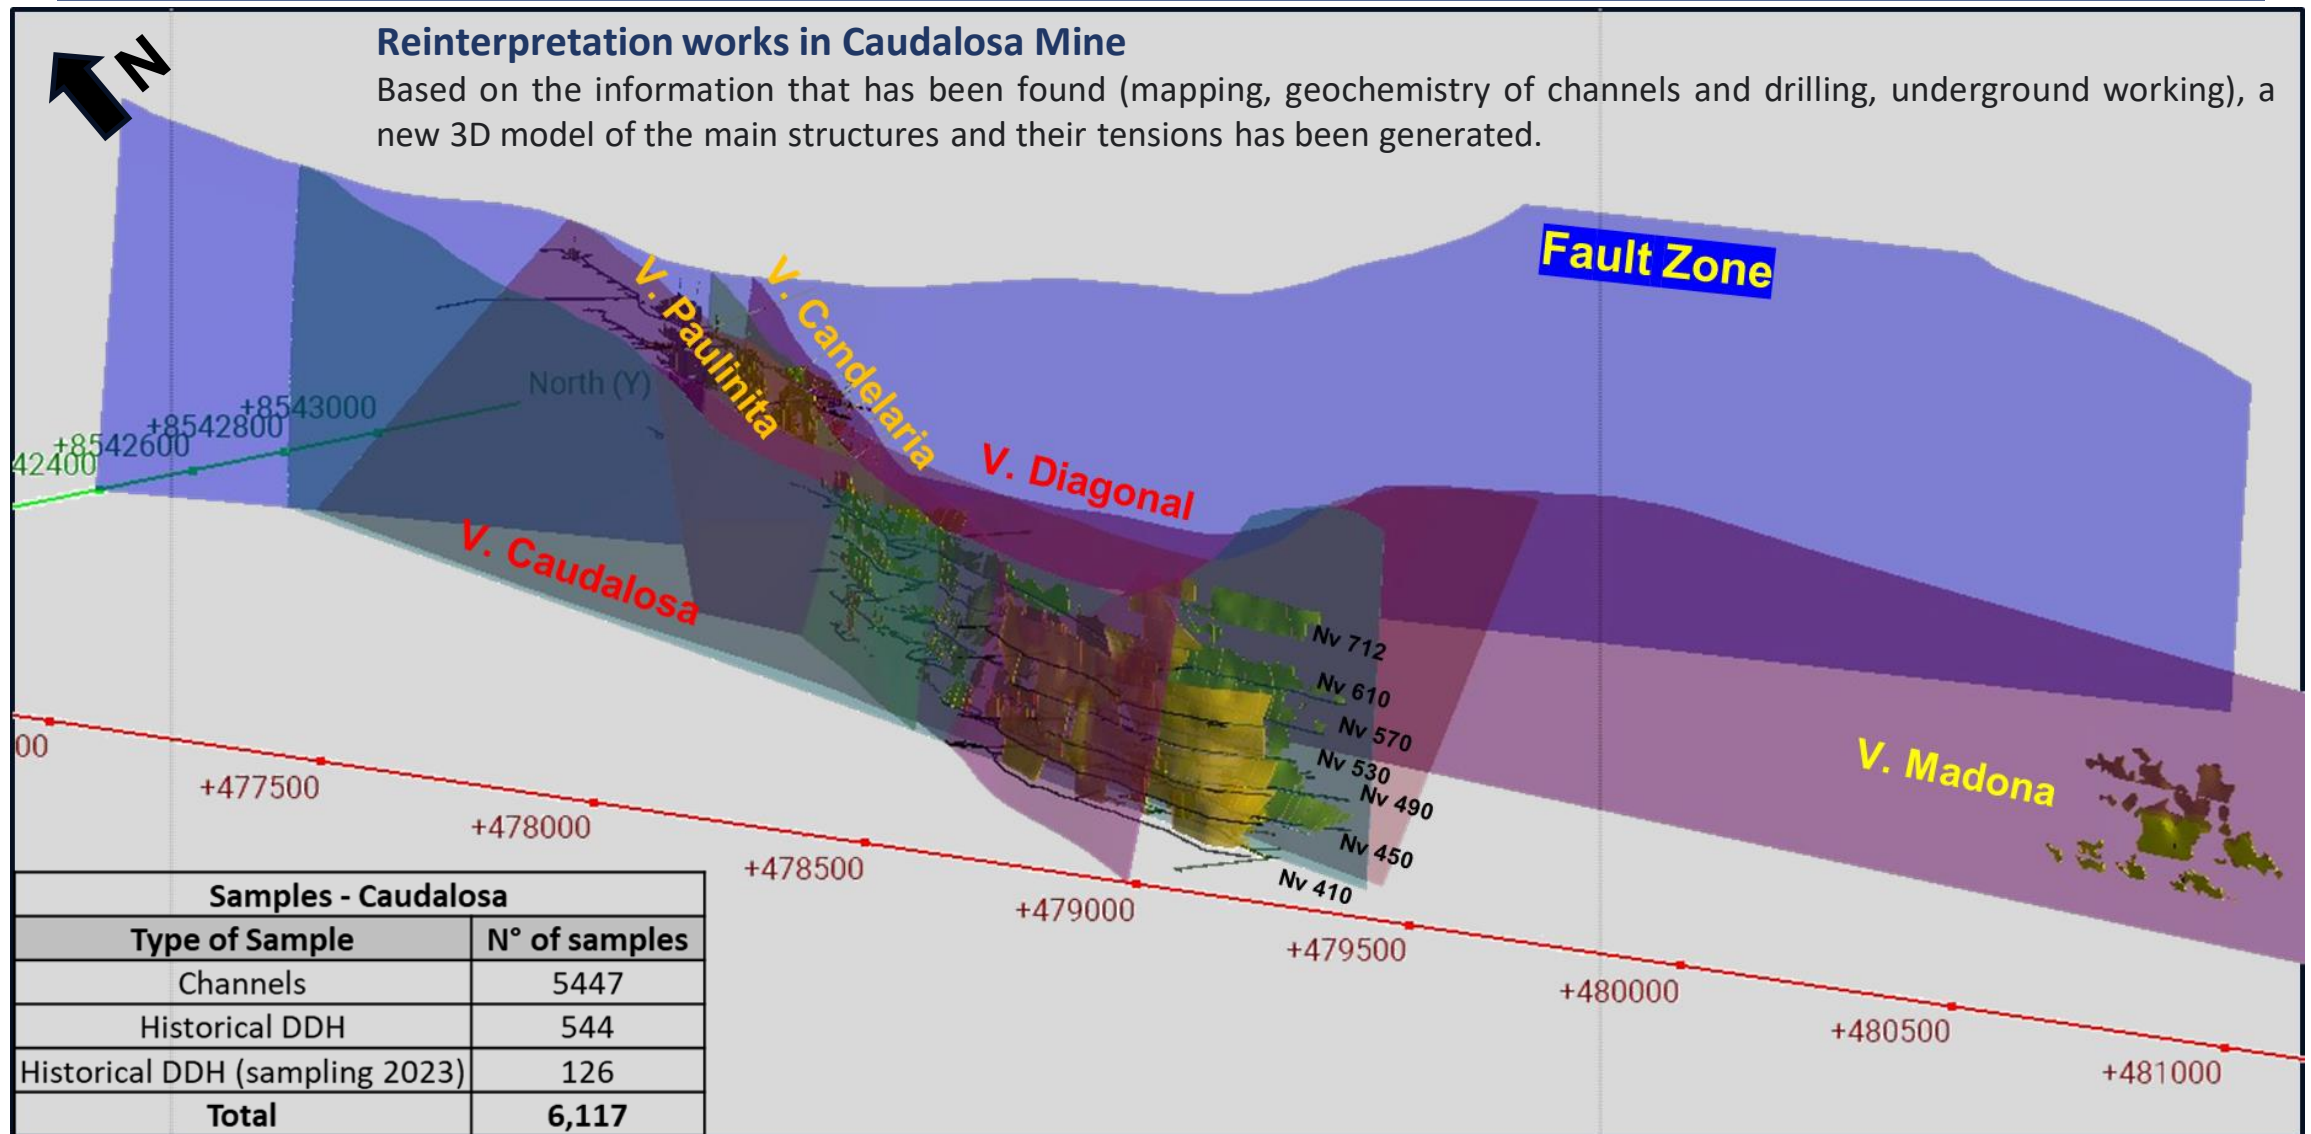 N
Reinterpretation works in Caudalosa Mine
Based on the information that has been found (mapping, geochemistry of channels and drilling, underground working), a
new 3D model of the main structures and their tensions has been generated.
Fault Zone
V. Paulinita
V. Candelaria
North (Y)
+8543000
+8542800
+8542600
42400
V. Diagonal
V. Caudalosa
Nv 712
Nv 610
Nv 570
Nv 530
Nv 490
Nv 450
Nv 410
V. Madona
00
+477500
+478000
+478500
+479000
+479500
+480000
+480500
+481000
Samples - Caudalosa
Type of Sample N° of samples
Channels 5447
Historical DDH 544
Historical DDH (sampling 2023) 126
Total 6,117